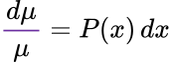 dμ/μ = P(x) dx